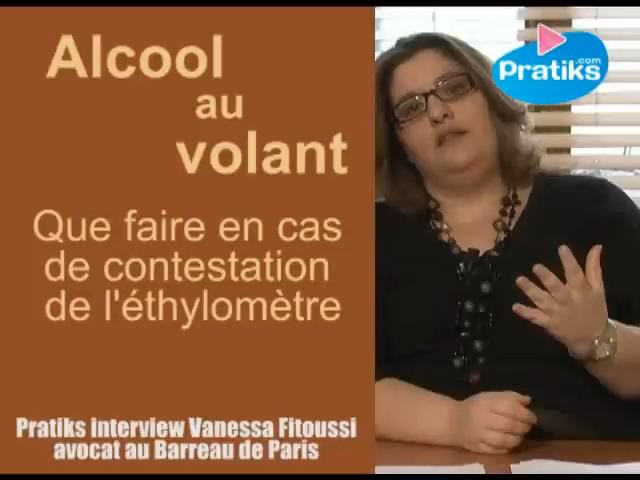 Alcool
au
volant
Que faire en cas
de contestation
de l'éthylomètre
Pratiks interview Vanessa Fitoussi
avocat au Barreau de Paris
Pratiks.com